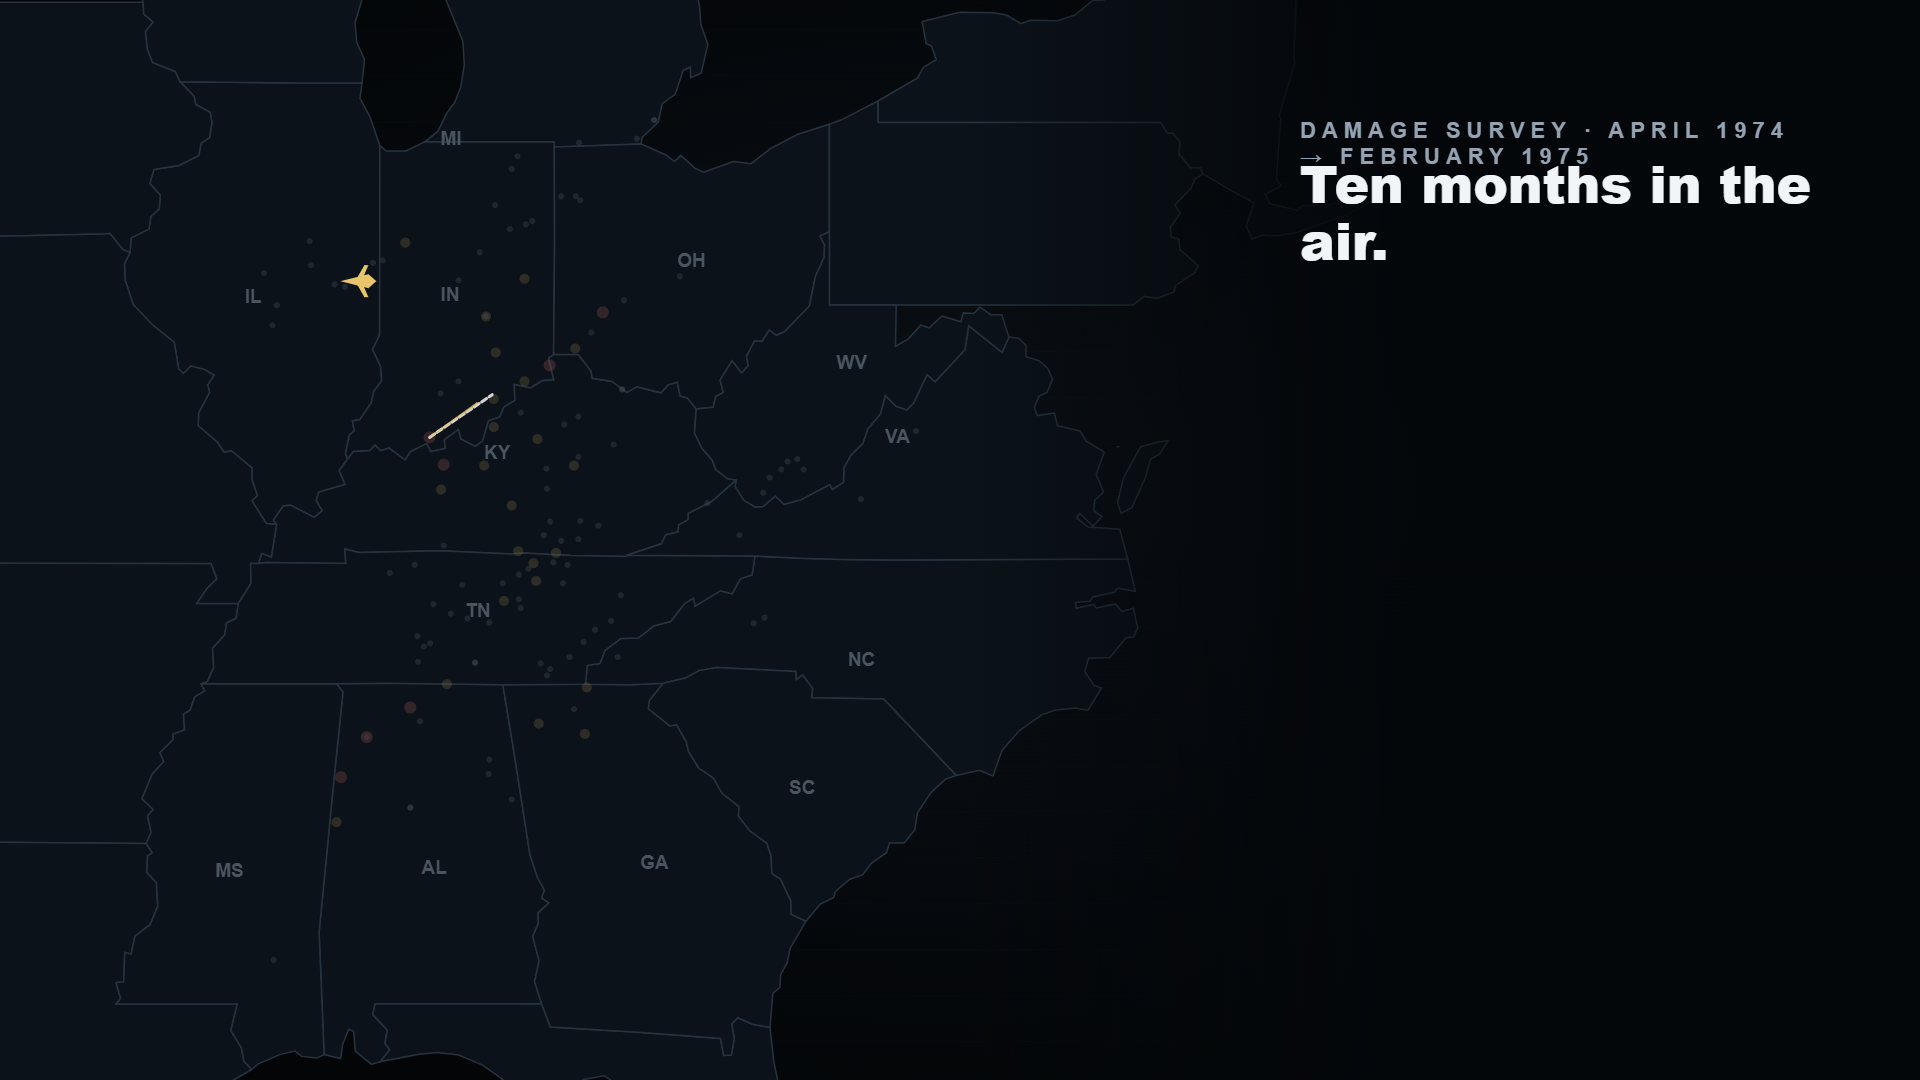 DAMAGE SURVEY · APRIL 1974
→ FEBRUARY 1975
Ten months in the
air.
MI
OH
IL
IN
WV
VA
KY
TN
NC
SC
GA
AL
MS